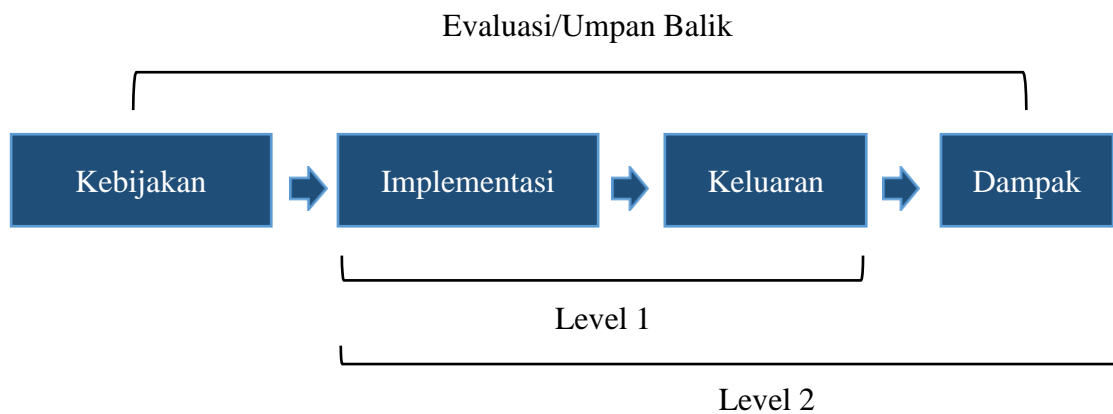 Evaluasi/Umpan Balik
Kebijakan
Implementasi
Keluaran
Dampak
Level 1
Level 2